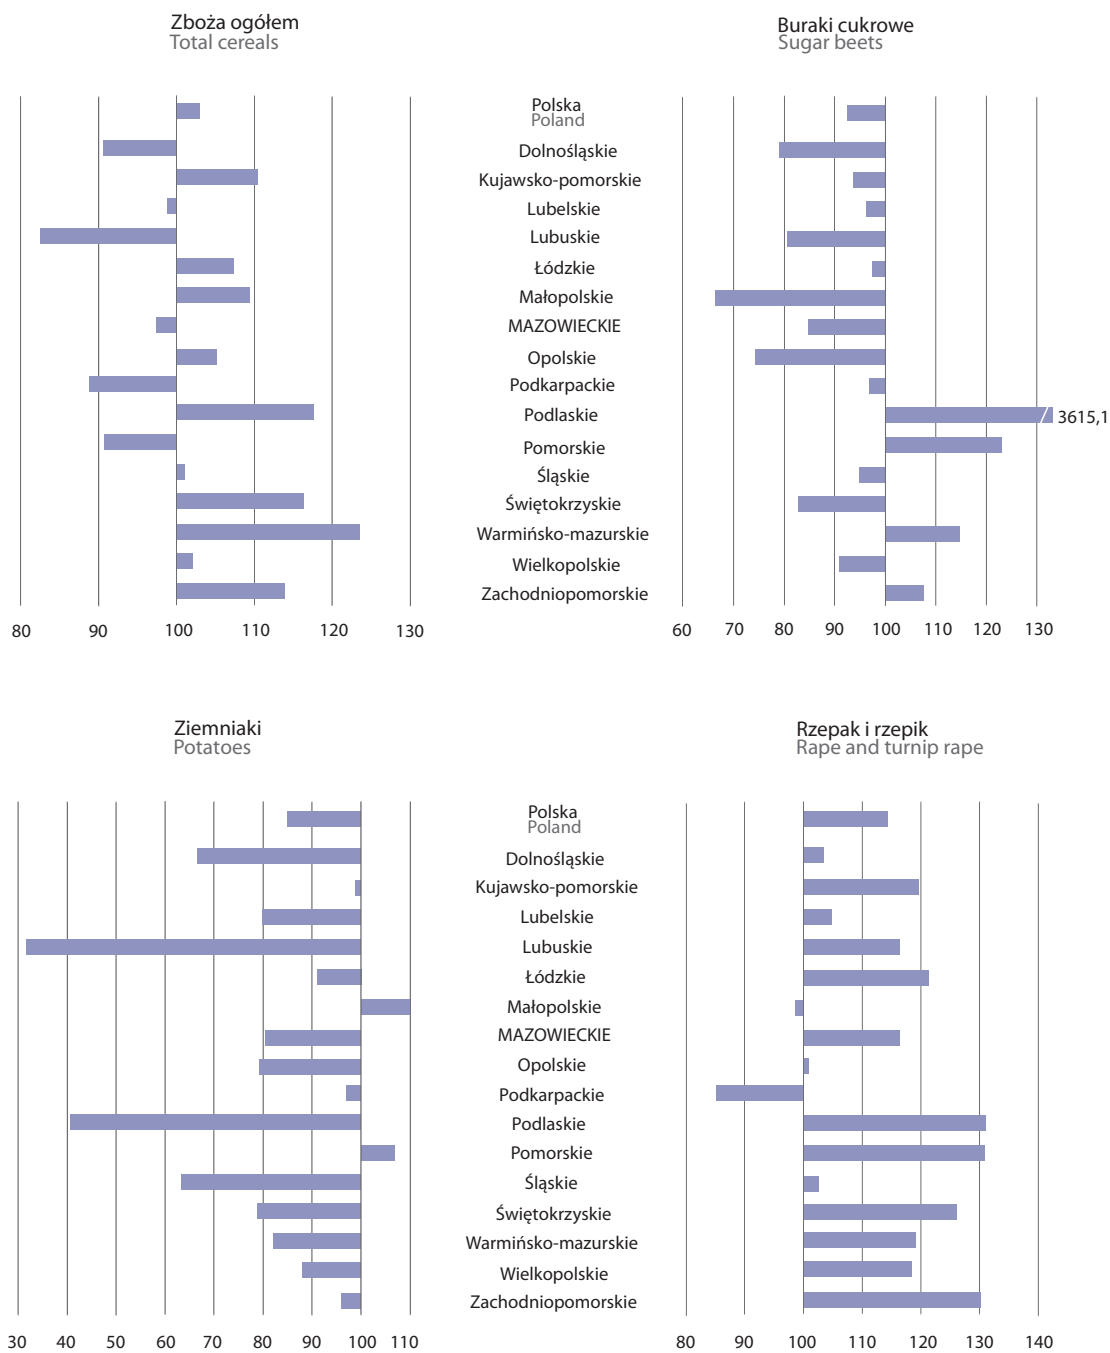 Zboża ogółem
Total cereals
Buraki cukrowe
Sugar beets
Polska
Poland
Dolnośląskie
Kujawsko-pomorskie
Lubelskie
Lubuskie
Łódzkie
Małopolskie
MAZOWIECKIE
Opolskie
Podkarpackie
Podlaskie
3615,1
Pomorskie
Śląskie
Świętokrzyskie
Warmińsko-mazurskie
Wielkopolskie
Zachodniopomorskie
80 90 100 110 120 130
60 70 80 90 100 110 120 130
Ziemniaki
Potatoes
Rzepak i rzepik
Rape and turnip rape
Polska
Poland
Dolnośląskie
Kujawsko-pomorskie
Lubelskie
Lubuskie
Łódzkie
Małopolskie
MAZOWIECKIE
Opolskie
Podkarpackie
Podlaskie
Pomorskie
Śląskie
Świętokrzyskie
Warmińsko-mazurskie
Wielkopolskie
Zachodniopomorskie
30 40 50 60 70 80 90 100 110
80 90 100 110 120 130 140